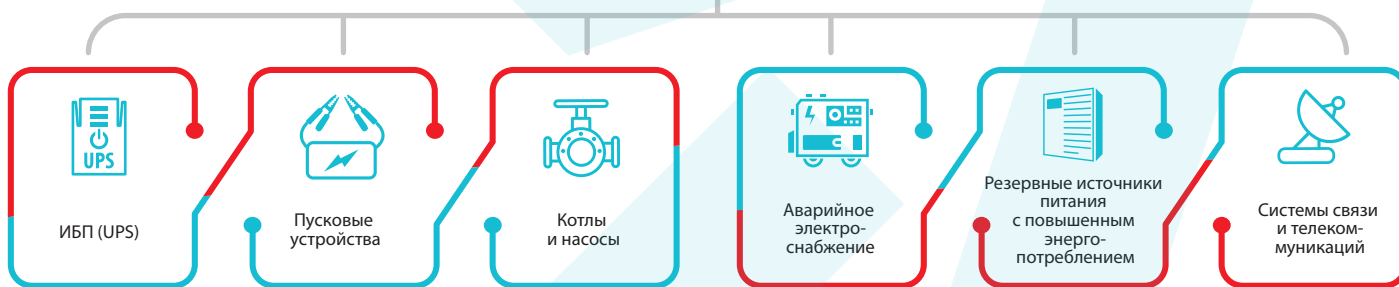 UPS
ИБП (UPS)
Пусковые
устройства
Котлы
и насосы
Аварийное
электро-
снабжение
Резервные источники
питания
с повышенным
энерго-
потреблением
Системы связи
и телеком-
муникаций